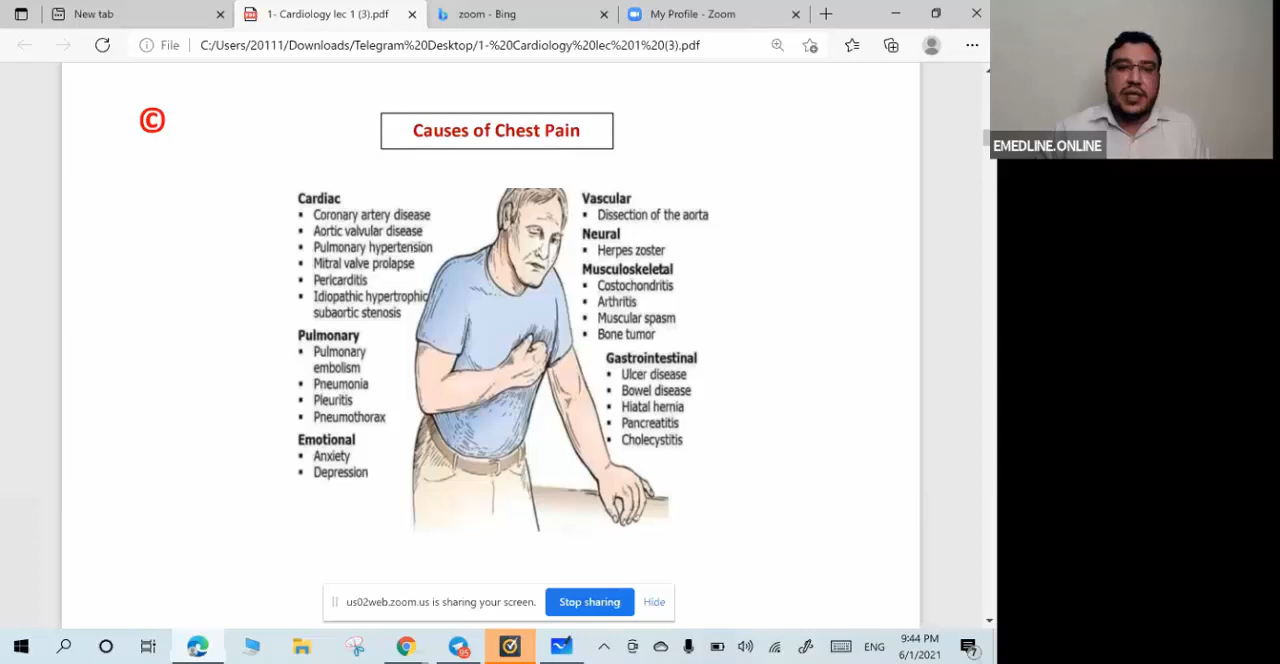 New tab
1- Cardiology lec 1 (3).pdf
zoom - Bing
My Profile - Zoom
File
C:/Users/20111/Downloads/Telegram%20Desktop/1-%20Cardiology%20lec%201%20(3).pdf
EMEDLINE.ONLINE
©
Causes of Chest Pain
Cardiac
▪ Coronary artery disease
▪ Aortic valvular disease
▪ Pulmonary hypertension
▪ Mitral valve prolapse
▪ Pericarditis
▪ Idiopathic hypertrophic
subaortic stenosis
Pulmonary
▪ Pulmonary
embolism
▪ Pneumonia
▪ Pleuritis
▪ Pneumothorax
Emotional
▪ Anxiety
▪ Depression
Vascular
▪ Dissection of the aorta
Neural
▪ Herpes zoster
Musculoskeletal
▪ Costochondritis
▪ Arthritis
▪ Muscular spasm
▪ Bone tumor
Gastrointestinal
▪ Ulcer disease
▪ Bowel disease
▪ Hiatal hernia
▪ Pancreatitis
▪ Cholecystitis
us02web.zoom.us is sharing your screen.
Stop sharing
Hide
ENG
9:44 PM
6/1/2021
7